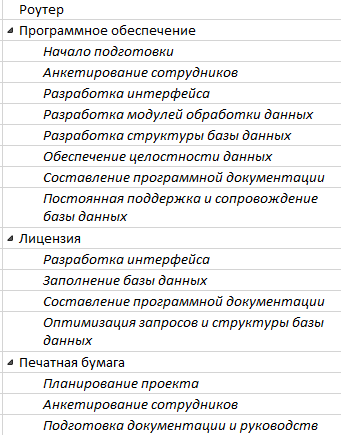 Роутер
Программное обеспечение
Начало подготовки
Анкетирование сотрудников
Разработка интерфейса
Разработка модулей обработки данных
Разработка структуры базы данных
Обеспечение целостности данных
Составление программной документации
Постоянная поддержка и сопровождение
базы данных
Лицензия
Разработка интерфейса
Заполнение базы данных
Составление программной документации
Оптимизация запросов и структуры базы
данных
Печатная бумага
Планирование проекта
Анкетирование сотрудников
Подготовка документации и руководств